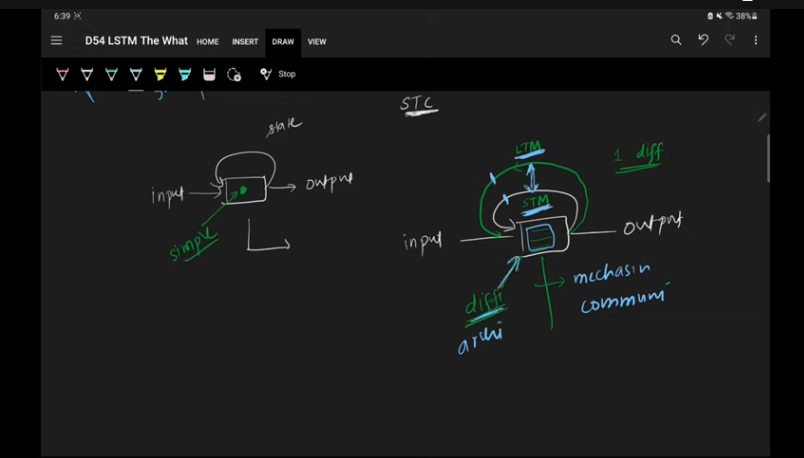 6:39
38%
D54 LSTM The What HOME INSERT DRAW VIEW
Stop
STC
state
LTM
1 diff
input
output
STM
simple
input
output
mechasin
communi
diff
archi